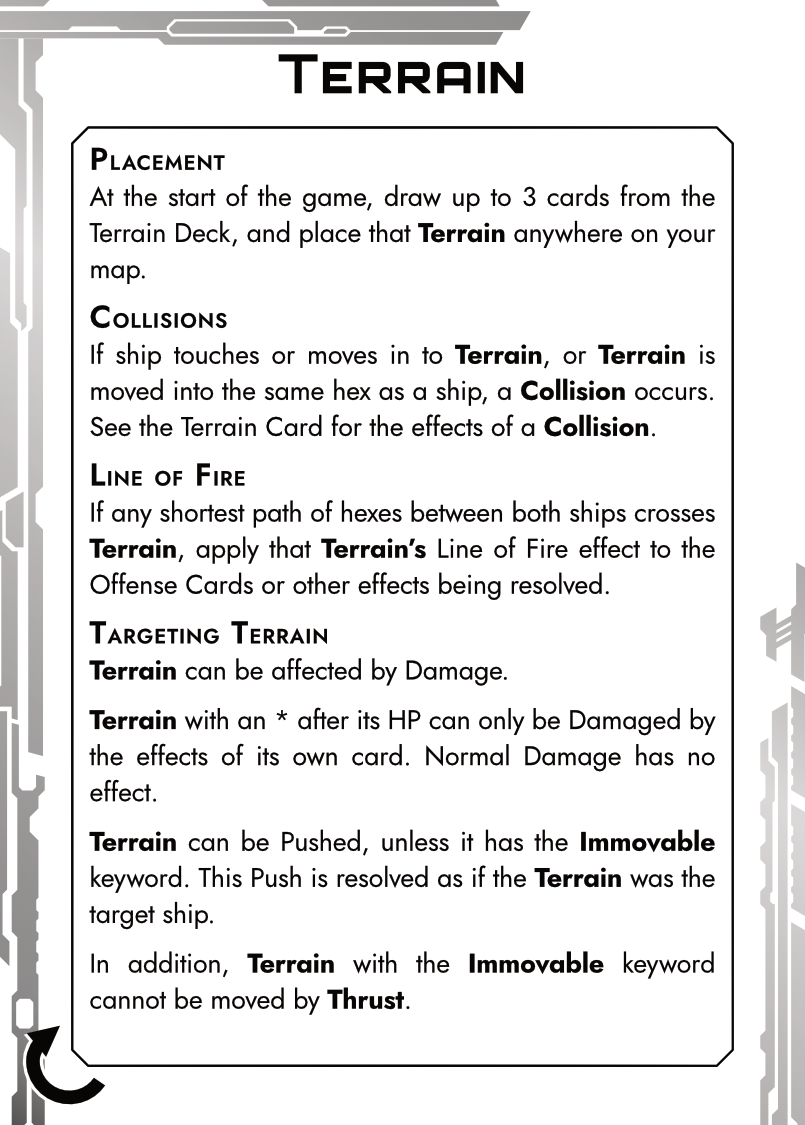 TERRAIN
PLACEMENT
At the start of the game, draw up to 3 cards from the
Terrain Deck, and place that Terrain anywhere on your
map.
COLLISIONS
If ship touches or moves in to Terrain, or Terrain is
moved into the same hex as a ship, a Collision occurs.
See the Terrain Card for the effects of a Collision.
LINE OF FIRE
If any shortest path of hexes between both ships crosses
Terrain, apply that Terrain’s Line of Fire effect to the
Offense Cards or other effects being resolved.
TARGETING TERRAIN
Terrain can be affected by Damage.
Terrain with an * after its HP can only be Damaged by
the effects of its own card. Normal Damage has no
effect.
Terrain can be Pushed, unless it has the Immovable
keyword. This Push is resolved as if the Terrain was the
target ship.
In addition, Terrain with the Immovable keyword
cannot be moved by Thrust.